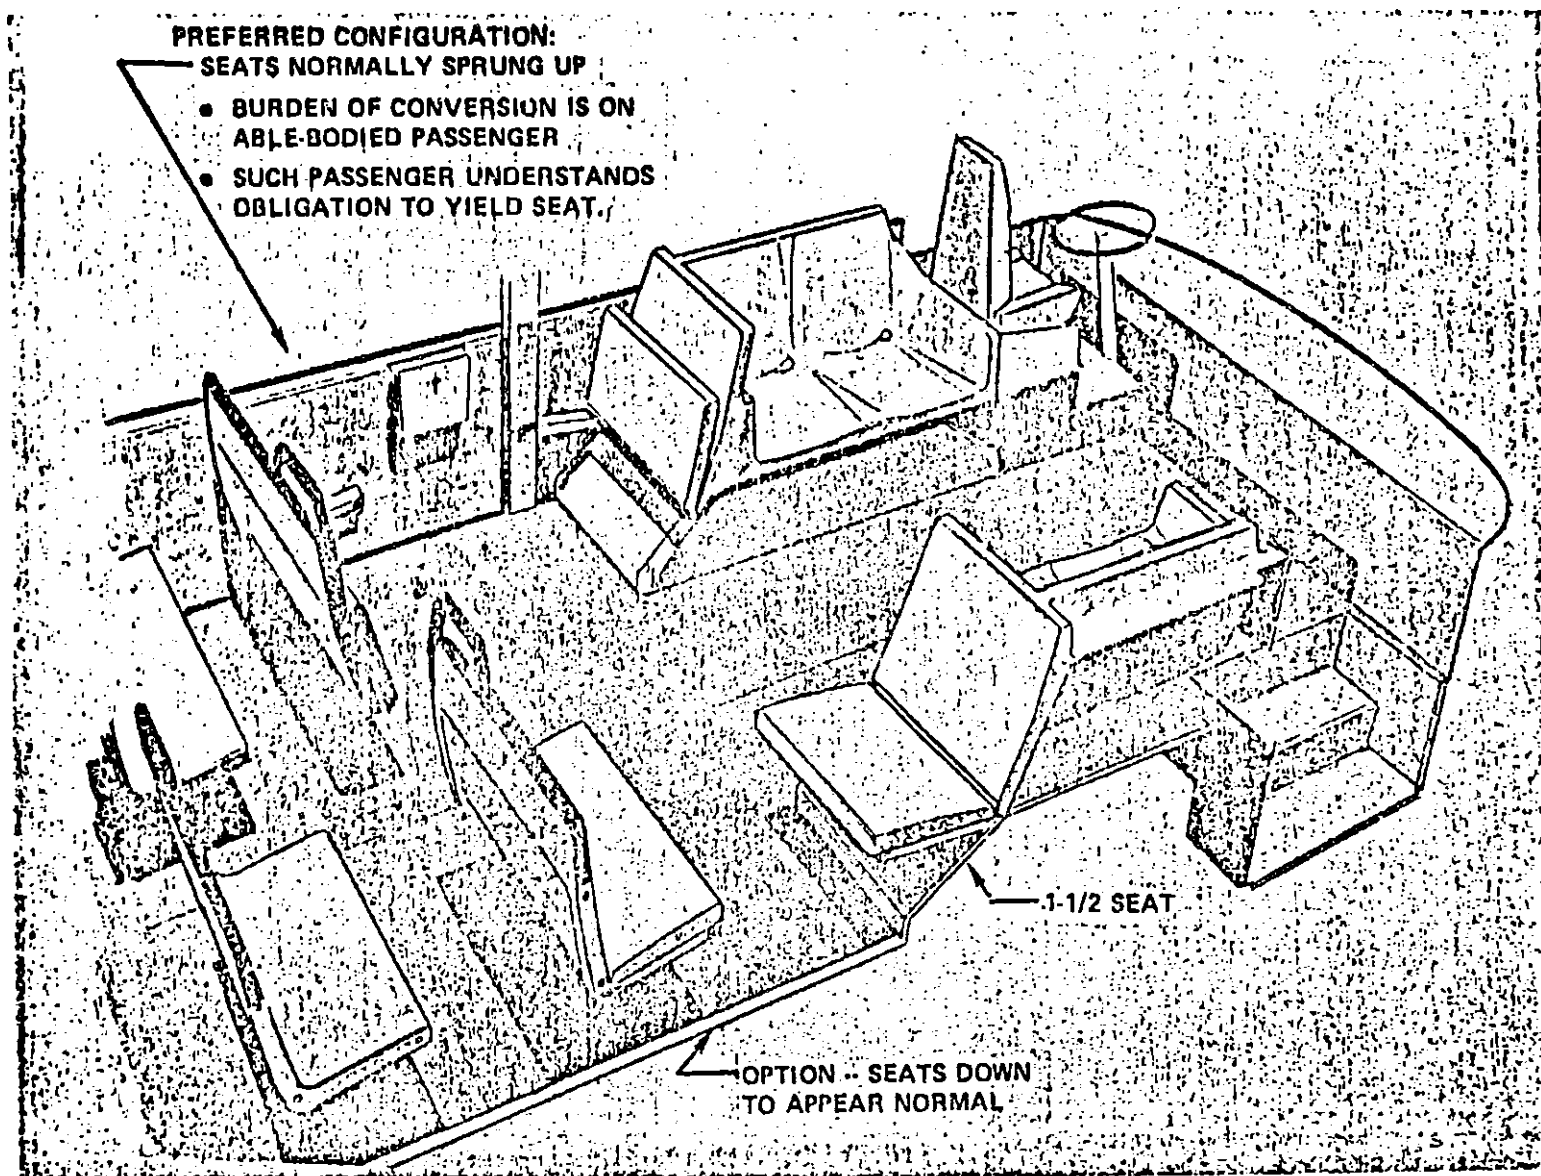 PREFERRED CONFIGURATION:
SEATS NORMALLY SPRUNG UP
• BURDEN OF CONVERSION IS ON
ABLE-BODIED PASSENGER
• SUCH PASSENGER UNDERSTANDS
OBLIGATION TO YIELD SEAT.
1-1/2 SEAT
OPTION -- SEATS DOWN
TO APPEAR NORMAL